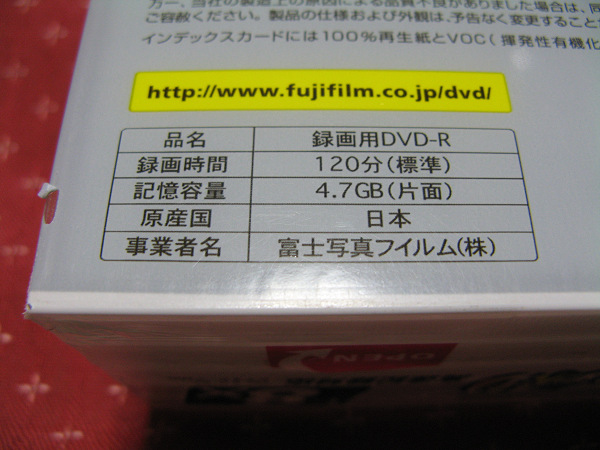 カー、当社の製造上の原因による品質不良がありました場合は、同
ご容赦ください。製品の仕様および外観は、予告なく変更すること
インデックスカードには100%再生紙とVOC(揮発性有機化
http://www.fujifilm.co.jp/dvd/
品名 録画用DVD-R
録画時間 120分(標準)
記憶容量 4.7GB(片面)
原産国 日本
事業者名 富士写真フイルム(株)
OPEN